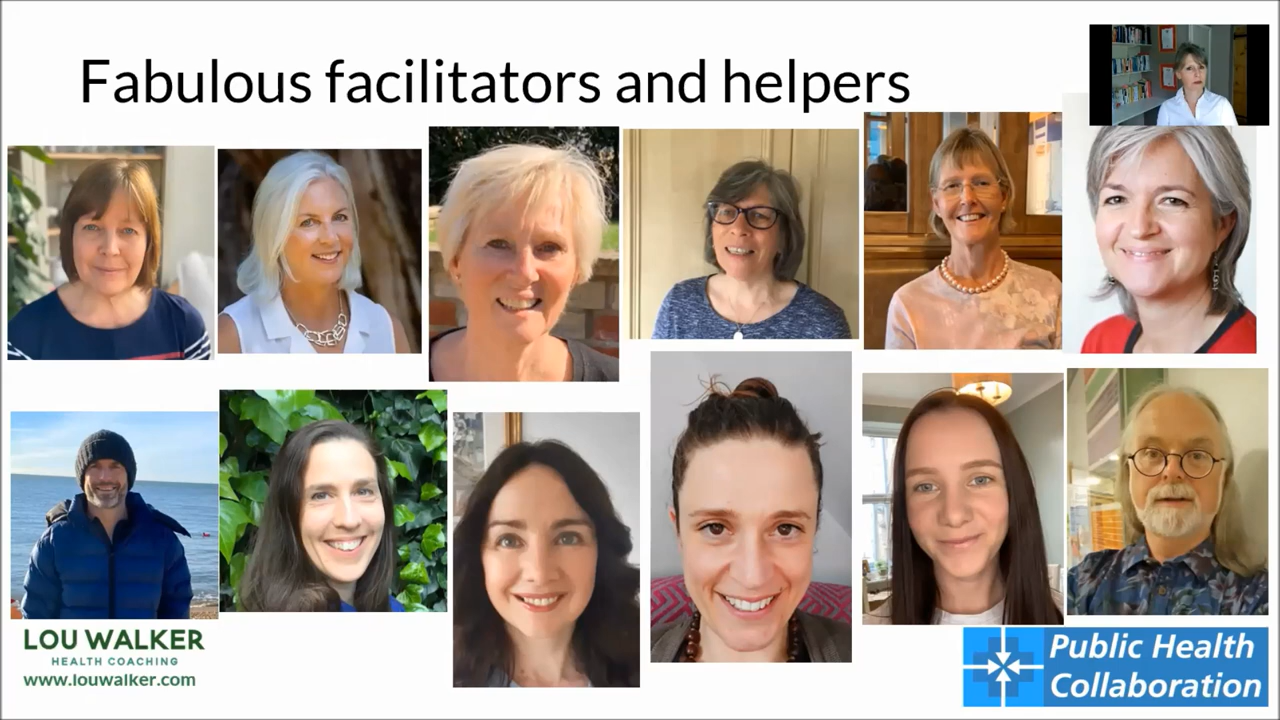 Fabulous facilitators and helpers
LOU WALKER
HEALTH COACHING
www.louwalker.com
Public Health
Collaboration